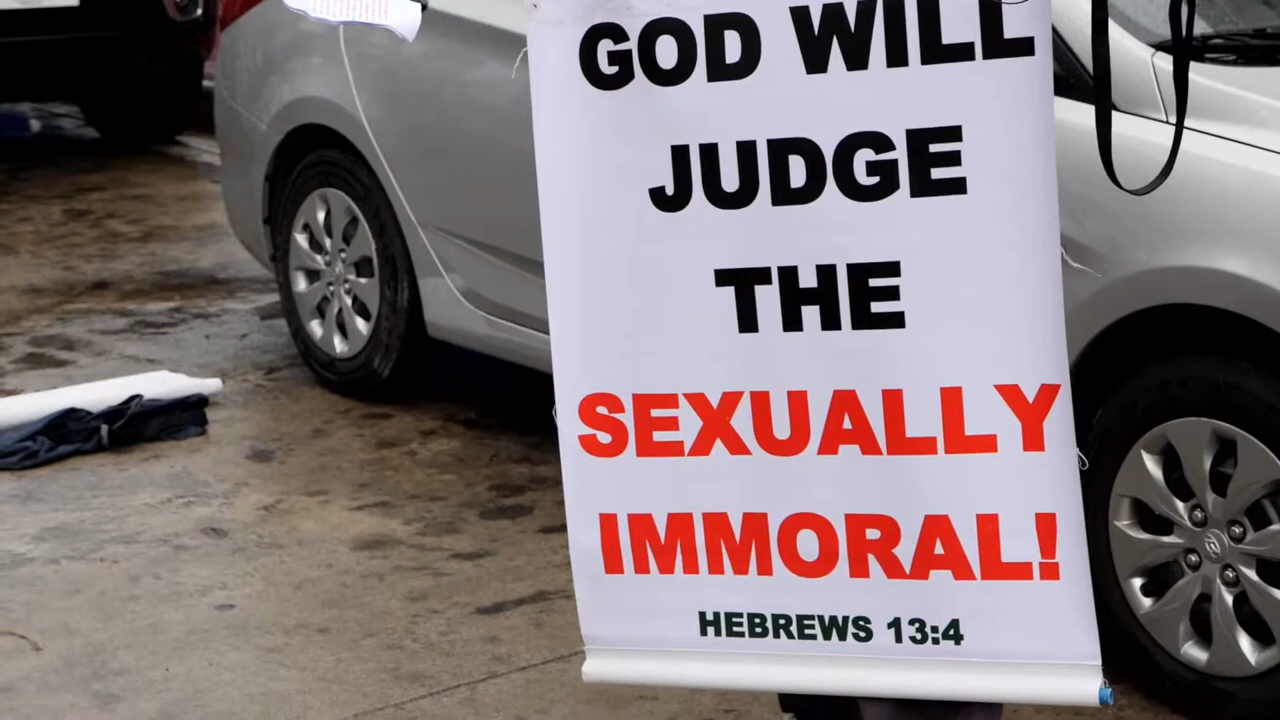 GOD WILL
JUDGE
THE
SEXUALLY
IMMORAL!
HEBREWS 13:4